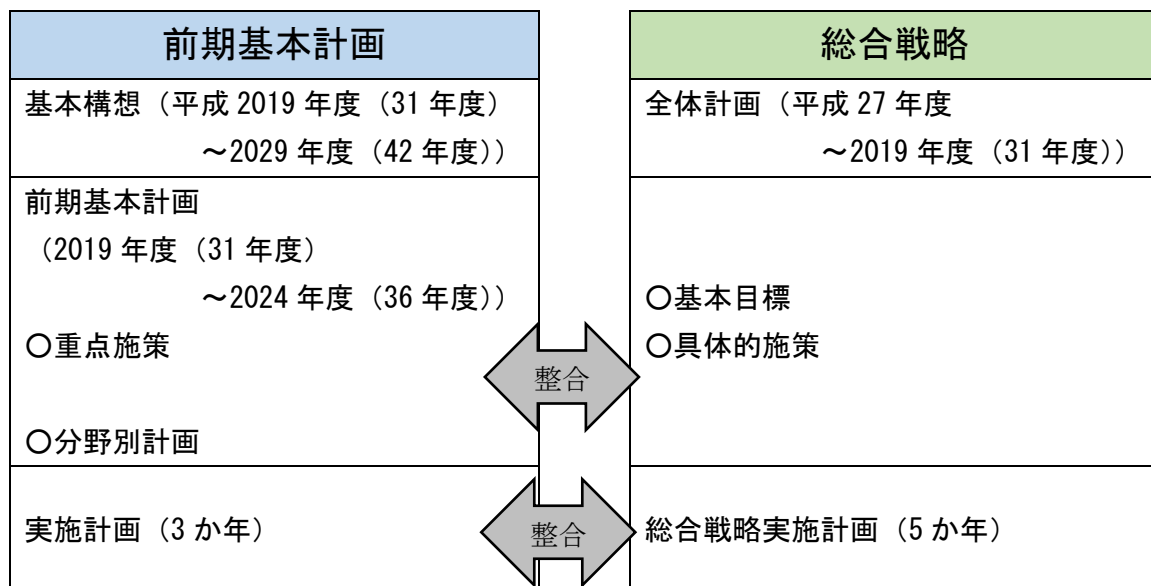 前期基本計画
基本構想（平成 2019 年度（31 年度）
～2029 年度（42 年度））
前期基本計画
（2019 年度（31 年度）
～2024 年度（36 年度））
〇重点施策
〇分野別計画
実施計画（3 か年）
整合
整合
総合戦略
全体計画（平成 27 年度
～2019 年度（31 年度））
〇基本目標
〇具体的施策
総合戦略実施計画（5 か年）